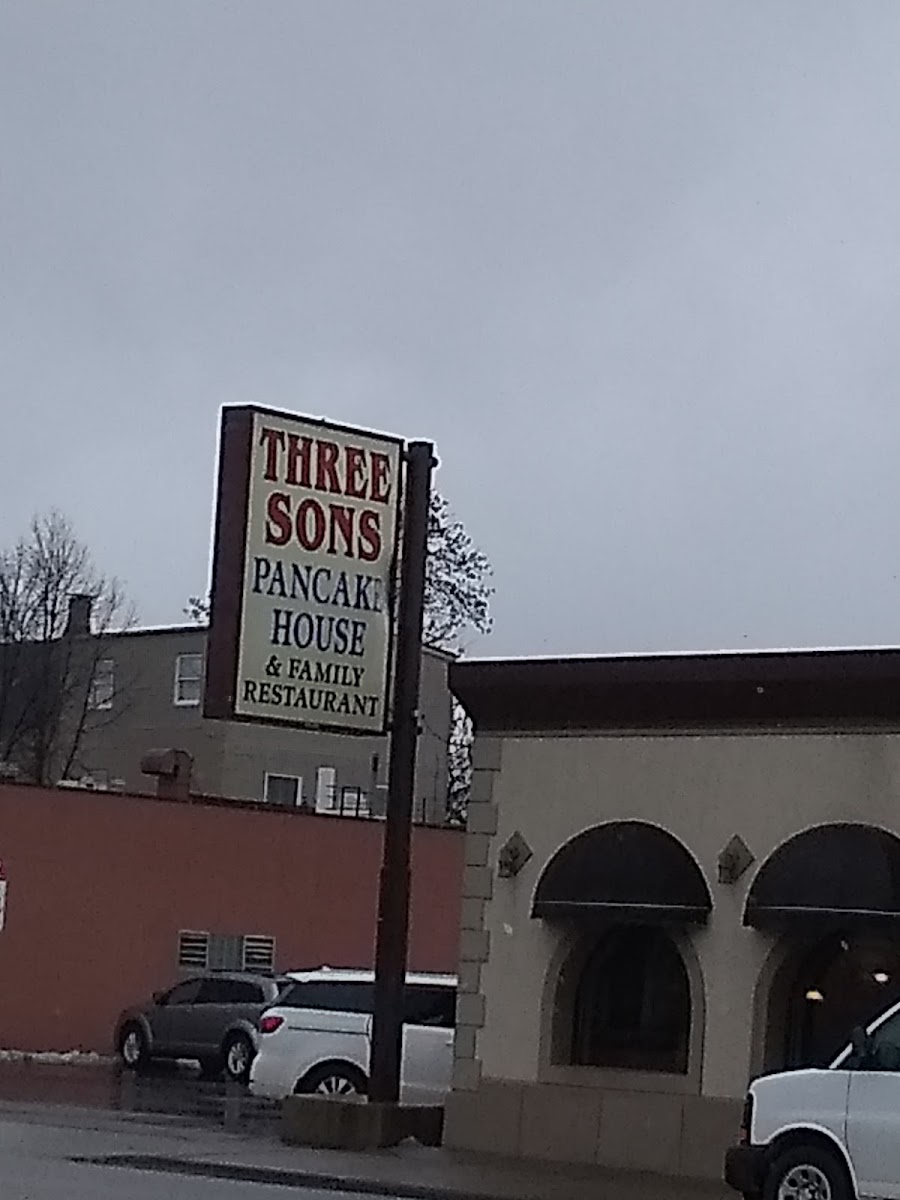 THREE
SONS
PANCAKE
HOUSE
& FAMILY
RESTAURANT